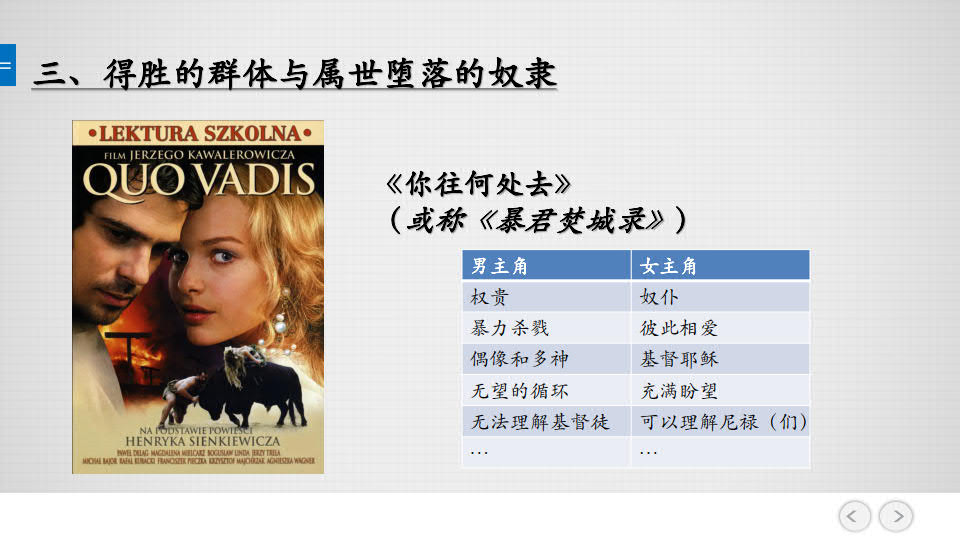 三、得胜的群体与属世堕落的奴隶
•LEKTURA SZKOLNA•
FILM JERZEGO KAWALEROWICZA
QUO VADIS
NA PODSTAWIE POWIEŚCI
HENRYKA SIENKIEWICZA
PAWEŁ DELĄG MAGDALENA MIELCARZ BOGUSŁAW LINDA JERZY TRELA
MICHAŁ BAJOR RAFAŁ KUBACKI FRANCISZEK PIECZKA KRZYSZTOF MAJCHRZAK AGNIESZKA WAGNER
《你往何处去》
（或称《暴君焚城录》）
男主角 女主角
权贵 奴仆
暴力杀戮 彼此相爱
偶像和多神 基督耶稣
无望的循环 充满盼望
无法理解基督徒 可以理解尼禄（们）
… …